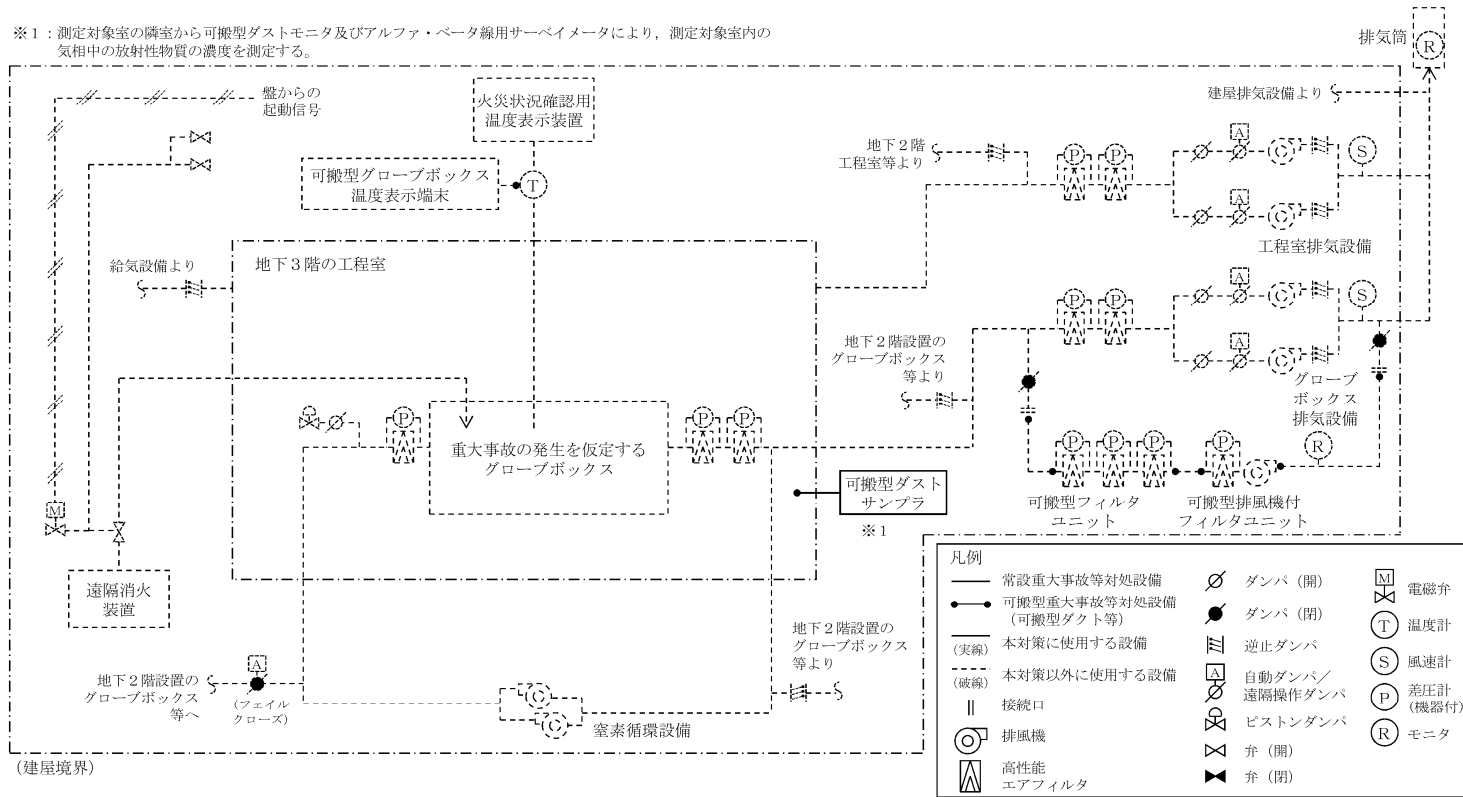 ※1：測定対象室の隣室から可搬型ダストモニタ及びアルファ・ベータ線用サーベイメータにより，測定対象室内の
気相中の放射性物質の濃度を測定する。
排気筒
R
盤からの
起動信号
火災状況確認用
温度表示装置
可搬型グローブボックス
温度表示端末
T
建屋排気設備より
地下２階
工程室等より
P
P
A
C
S
A
C
工程室排気設備
給気設備より
地下３階の工程室
地下２階設置の
グローブボックス
等より
P
P
A
C
S
A
C
グローブ
ボックス
排気設備
P
重大事故の発生を仮定する
グローブボックス
P
P
可搬型ダスト
サンプラ
※1
P
P
P
P
C
R
可搬型フィルタ
ユニット
可搬型排風機付
フィルタユニット
M
遠隔消火
装置
地下２階設置の
グローブボックス
等へ
A
(フェイル
クローズ)
C
C
窒素循環設備
地下２階設置の
グローブボックス
等より
(建屋境界)
凡例
常設重大事故等対処設備
可搬型重大事故等対処設備
（可搬型ダクト等）
(実線) 本対策に使用する設備
(破線) 本対策以外に使用する設備
接続口
排風機
高性能
エアフィルタ
ダンパ（開）
ダンパ（閉）
逆止ダンパ
A 自動ダンパ／
遠隔操作ダンパ
ピストンダンパ
弁（開）
弁（閉）
M 電磁弁
T 温度計
S 風速計
P 差圧計
(機器付)
R モニタ